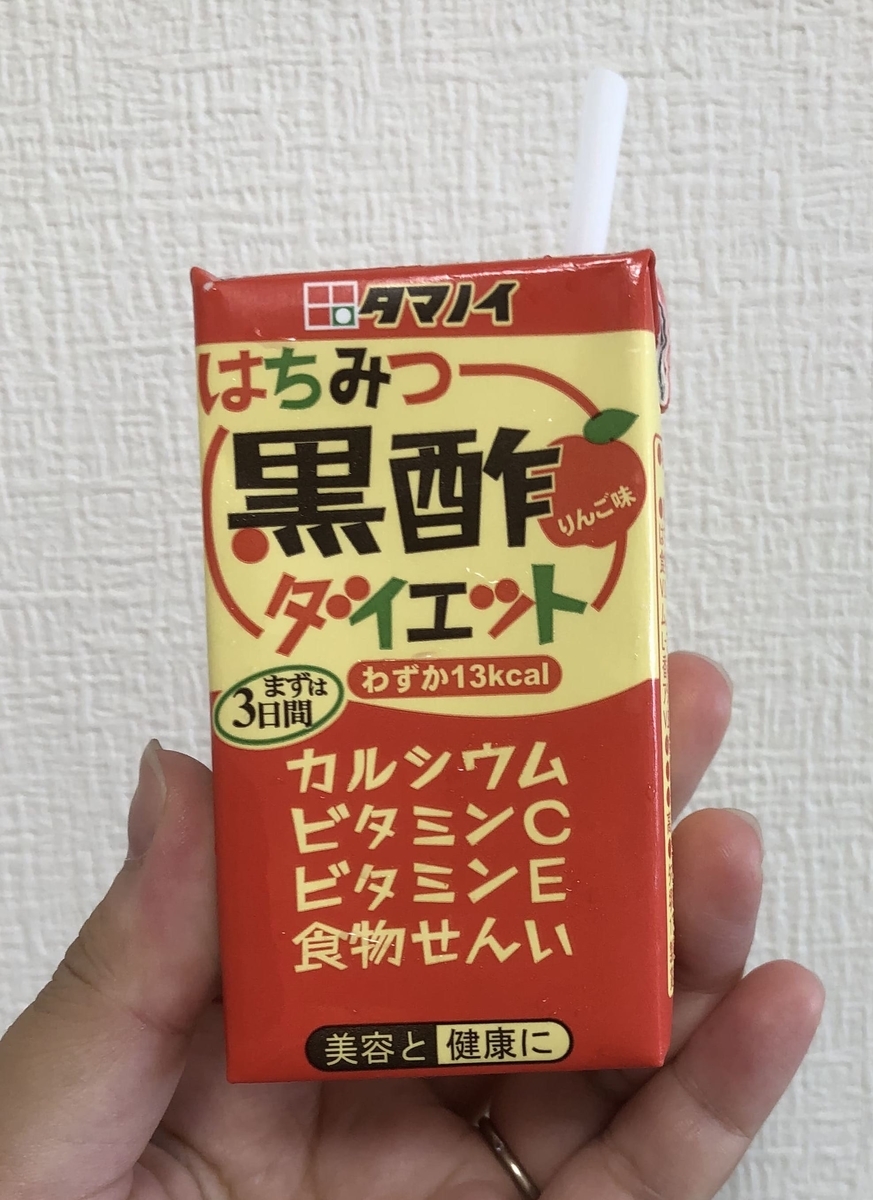 タマノイ
はちみつ
黒酢
りんご味
ダイエット
わずか13kcal
まずは
3日間
カルシウム
ビタミンC
ビタミンE
食物せんい
美容と健康に